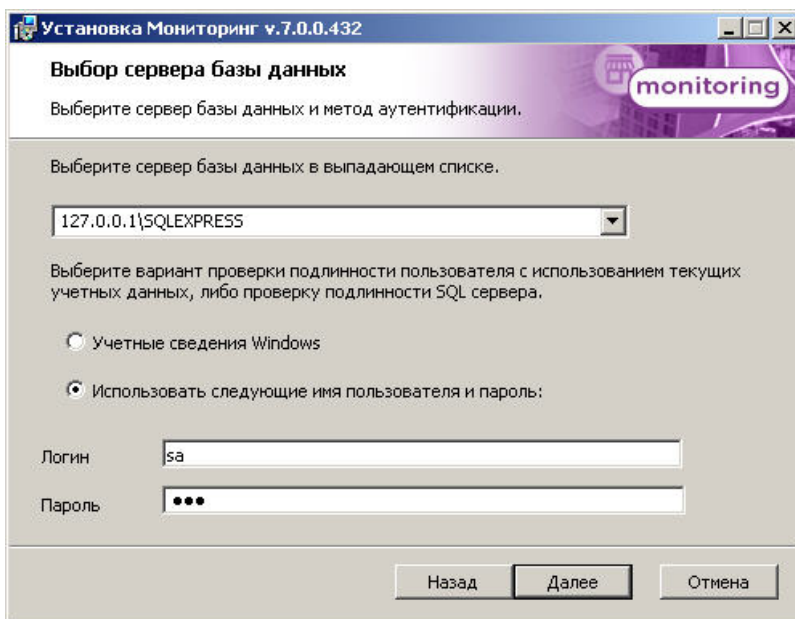 Установка Мониторинг v.7.0.0.432
Выбор сервера базы данных
monitoring
Выберите сервер базы данных и метод аутентификации.
Выберите сервер базы данных в выпадающем списке.
127.0.0.1\SQLEXPRESS
Выберите вариант проверки подлинности пользователя с использованием текущих
учетных данных, либо проверку подлинности SQL сервера.
Учетные сведения Windows
Использовать следующие имя пользователя и пароль:
Логин sa
Пароль •••
Назад Далее Отмена